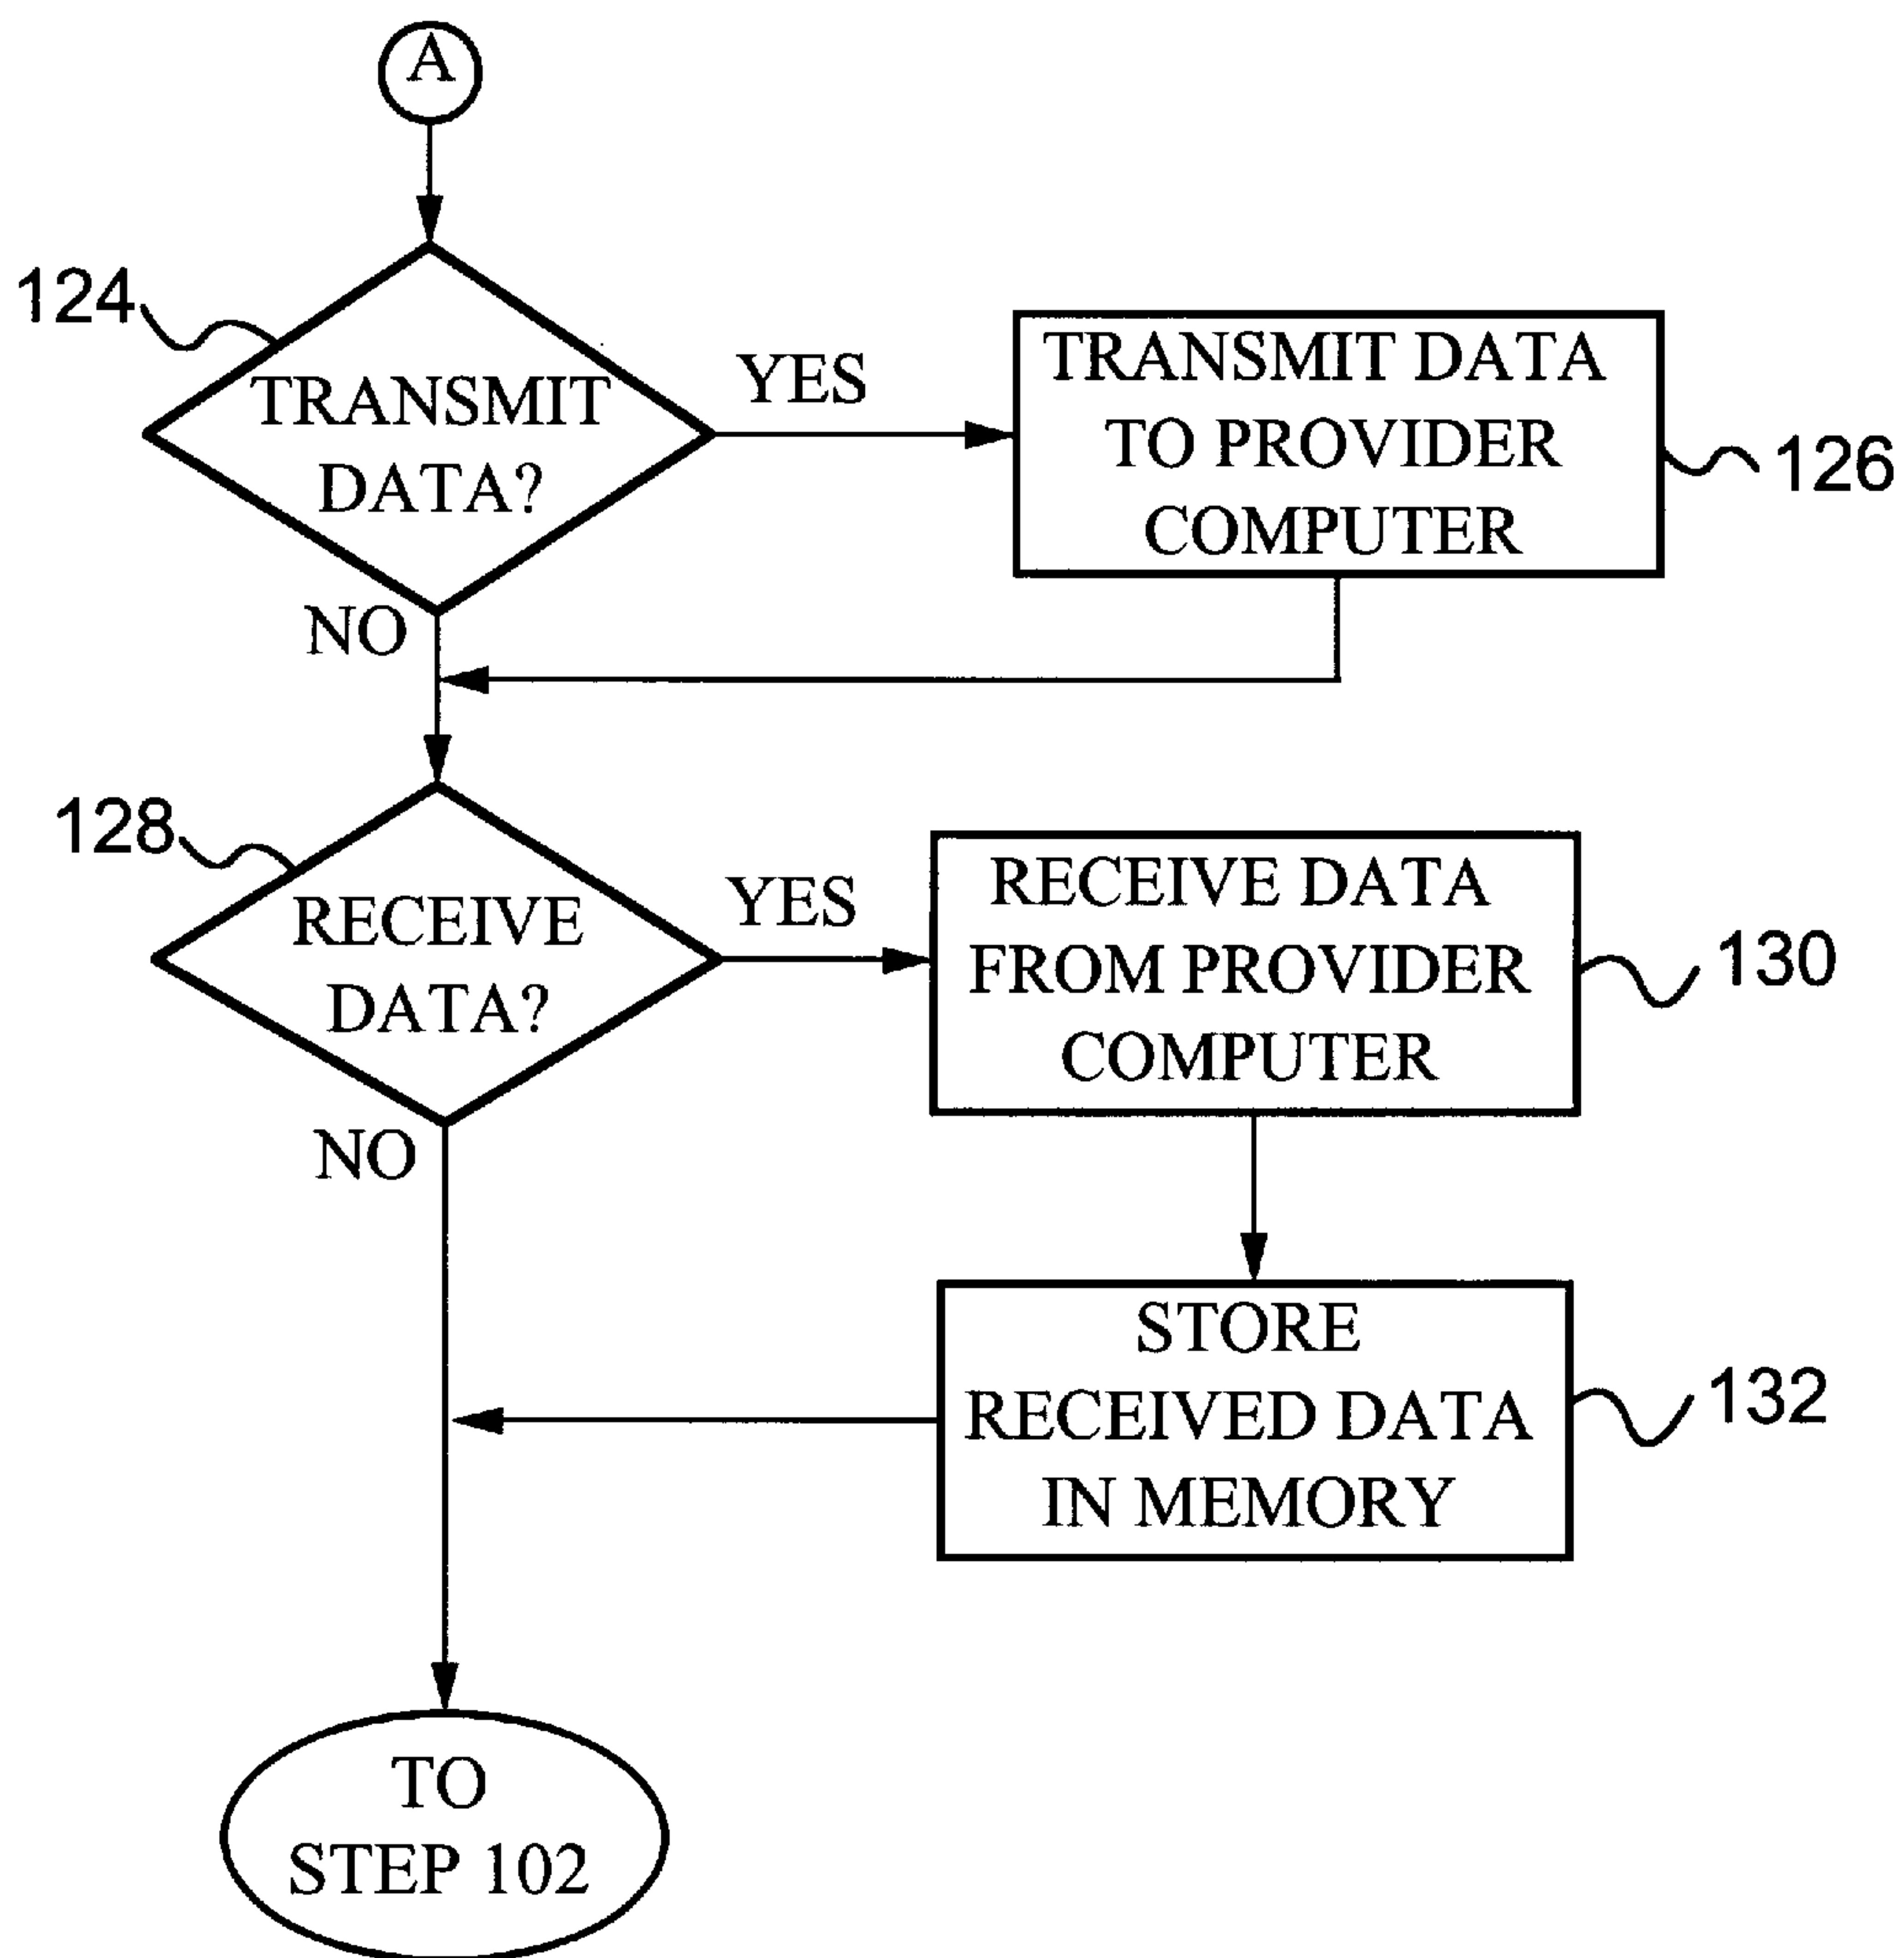 A
124
TRANSMIT
DATA?
YES
TRANSMIT DATA
TO PROVIDER
COMPUTER
126
NO
128
RECEIVE
DATA?
YES
RECEIVE DATA
FROM PROVIDER
COMPUTER
130
NO
STORE
RECEIVED DATA
IN MEMORY
132
TO
STEP 102